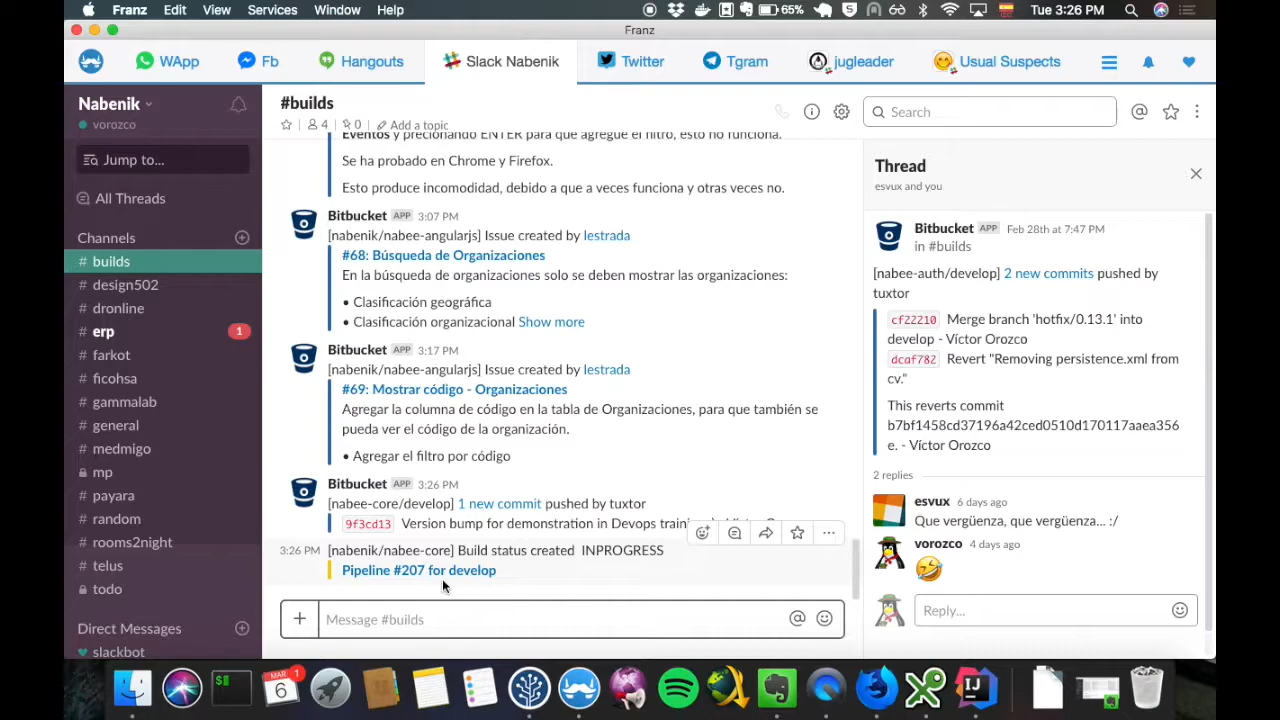 Franz Edit View Services Window Help 65% Tue 3:26 PM
Franz
WApp Fb Hangouts Slack Nabenik Twitter Tgram jugleader Usual Suspects
Nabenik
vorozco
Jump to...
All Threads
Channels
# builds
# design502
# dronline
# erp 1
# farkot
# ficohsa
# gammalab
# general
# medmigo
mp
# payara
# random
# rooms2night
# telus
# todo
Direct Messages
slackbot
#builds
4 0 Add a topic
Search
Eventos y precionando ENTER para que agregue el filtro, esto no funciona.
Se ha probado en Chrome y Firefox.
Esto produce incomodidad, debido a que a veces funciona y otras veces no.
Bitbucket APP 3:07 PM
[nabenik/nabee-angularjs] Issue created by lestrada
#68: Búsqueda de Organizaciones
En la búsqueda de organizaciones solo se deben mostrar las organizaciones:
• Clasificación geográfica
• Clasificación organizacional Show more
Bitbucket APP 3:17 PM
[nabenik/nabee-angularjs] Issue created by lestrada
#69: Mostrar código - Organizaciones
Agregar la columna de código en la tabla de Organizaciones, para que también se
pueda ver el código de la organización.
• Agregar el filtro por código
Bitbucket APP 3:26 PM
[nabee-core/develop] 1 new commit pushed by tuxtor
9f3cd13 Version bump for demonstration in Devops
3:26 PM [nabenik/nabee-core] Build status created INPROGRESS
Pipeline #207 for develop
Message #builds
Thread
esvux and you
Bitbucket APP Feb 28th at 7:47 PM
in #builds
[nabee-auth/develop] 2 new commits pushed by
tuxtor
cf22210 Merge branch 'hotfix/0.13.1' into
develop - Víctor Orozco
dcaf782 Revert "Removing persistence.xml from
cv."
This reverts commit
b7bf1458cd37196a42ced0510d170117aaea356
e. - Víctor Orozco
2 replies
esvux 6 days ago
Que vergüenza, que vergüenza... :/
vorozco 4 days ago
Reply...
$
MAR 6 1
IJ